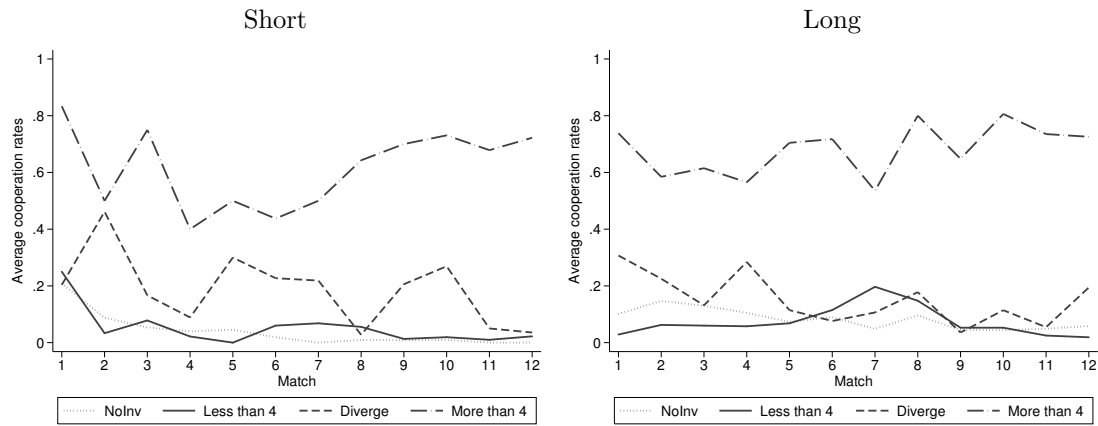 Short
Average cooperation rates
1
.8
.6
.4
.2
0
1 2 3 4 5 6 7 8 9 10 11 12
Match
NoInv Less than 4 Diverge More than 4
Long
Average cooperation rates
1
.8
.6
.4
.2
0
1 2 3 4 5 6 7 8 9 10 11 12
Match
NoInv Less than 4 Diverge More than 4